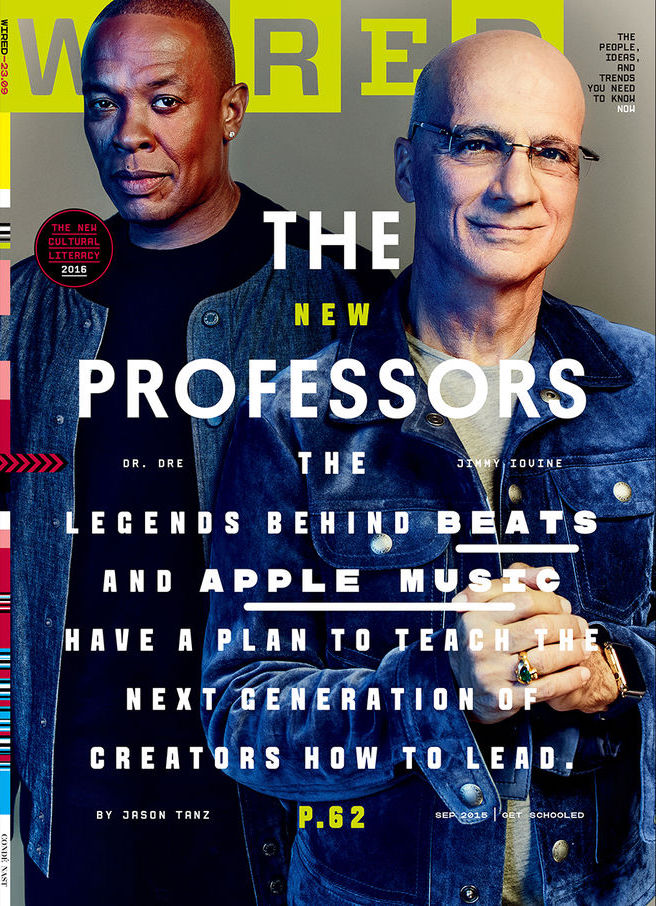 WIRED
WIRED—23.09
THE
PEOPLE,
IDEAS,
AND
TRENDS
YOU NEED
TO KNOW
NOW
THE NEW
CULTURAL
LITERACY
2016
THE
NEW
PROFESSORS
DR. DRE
THE
JIMMY IOVINE
LEGENDS BEHIND BEATS
AND APPLE MUSIC
HAVE A PLAN TO TEACH THE
NEXT GENERATION OF
CREATORS HOW TO LEAD.
BY JASON TANZ
P.62
SEP 2015 | GET SCHOOLED
CONDÉ NAST